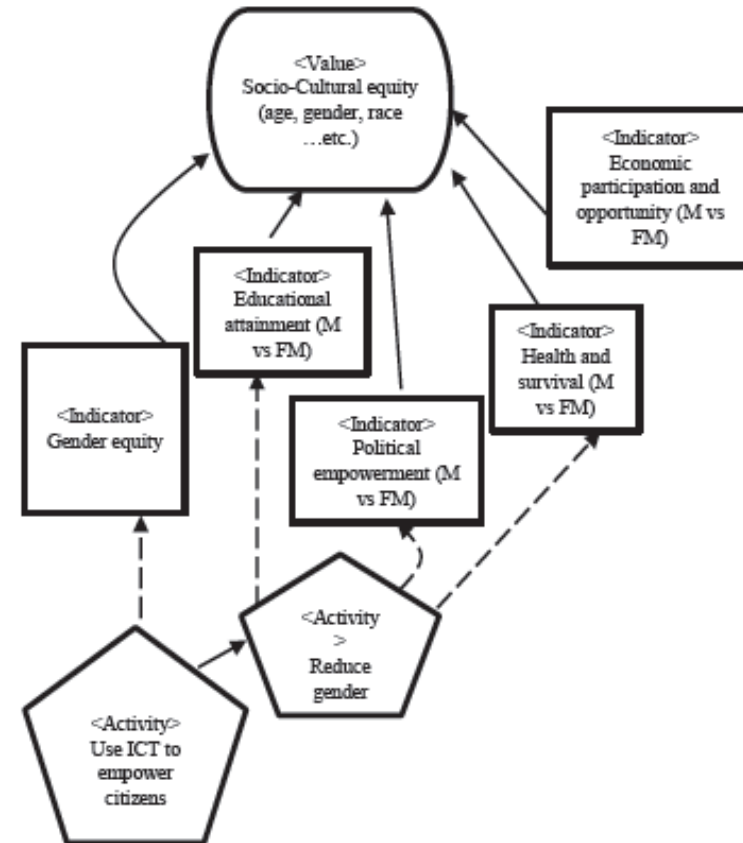 <Value>
Socio-Cultural equity
(age, gender, race
…etc.)
<Indicator>
Economic
participation and
opportunity (M vs
FM)
<Indicator>
Educational
attainment (M
vs FM)
<Indicator>
Health and
survival (M
vs FM)
<Indicator>
Gender equity
<Indicator>
Political
empowerment (M
vs FM)
<Activity
>
Reduce
gender
<Activity>
Use ICT to
empower
citizens